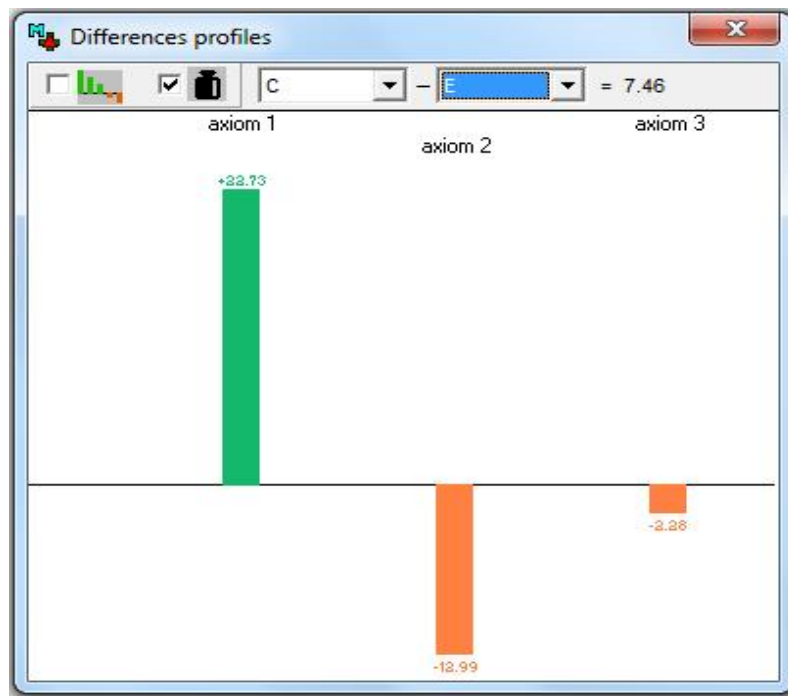 Differences profiles
C – E = 7.46
axiom 1
axiom 2
axiom 3
+22.73
-2.28
-12.99